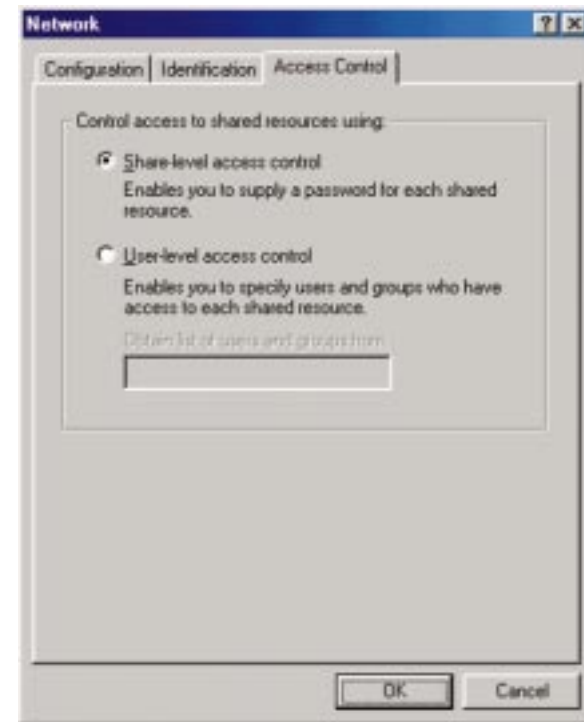 Network
Configuration
Identification
Access Control
Control access to shared resources using:
Share-level access control
Enables you to supply a password for each shared
resource.
User-level access control
Enables you to specify users and groups who have
access to each shared resource.
Obtain list of users and groups from:
OK
Cancel